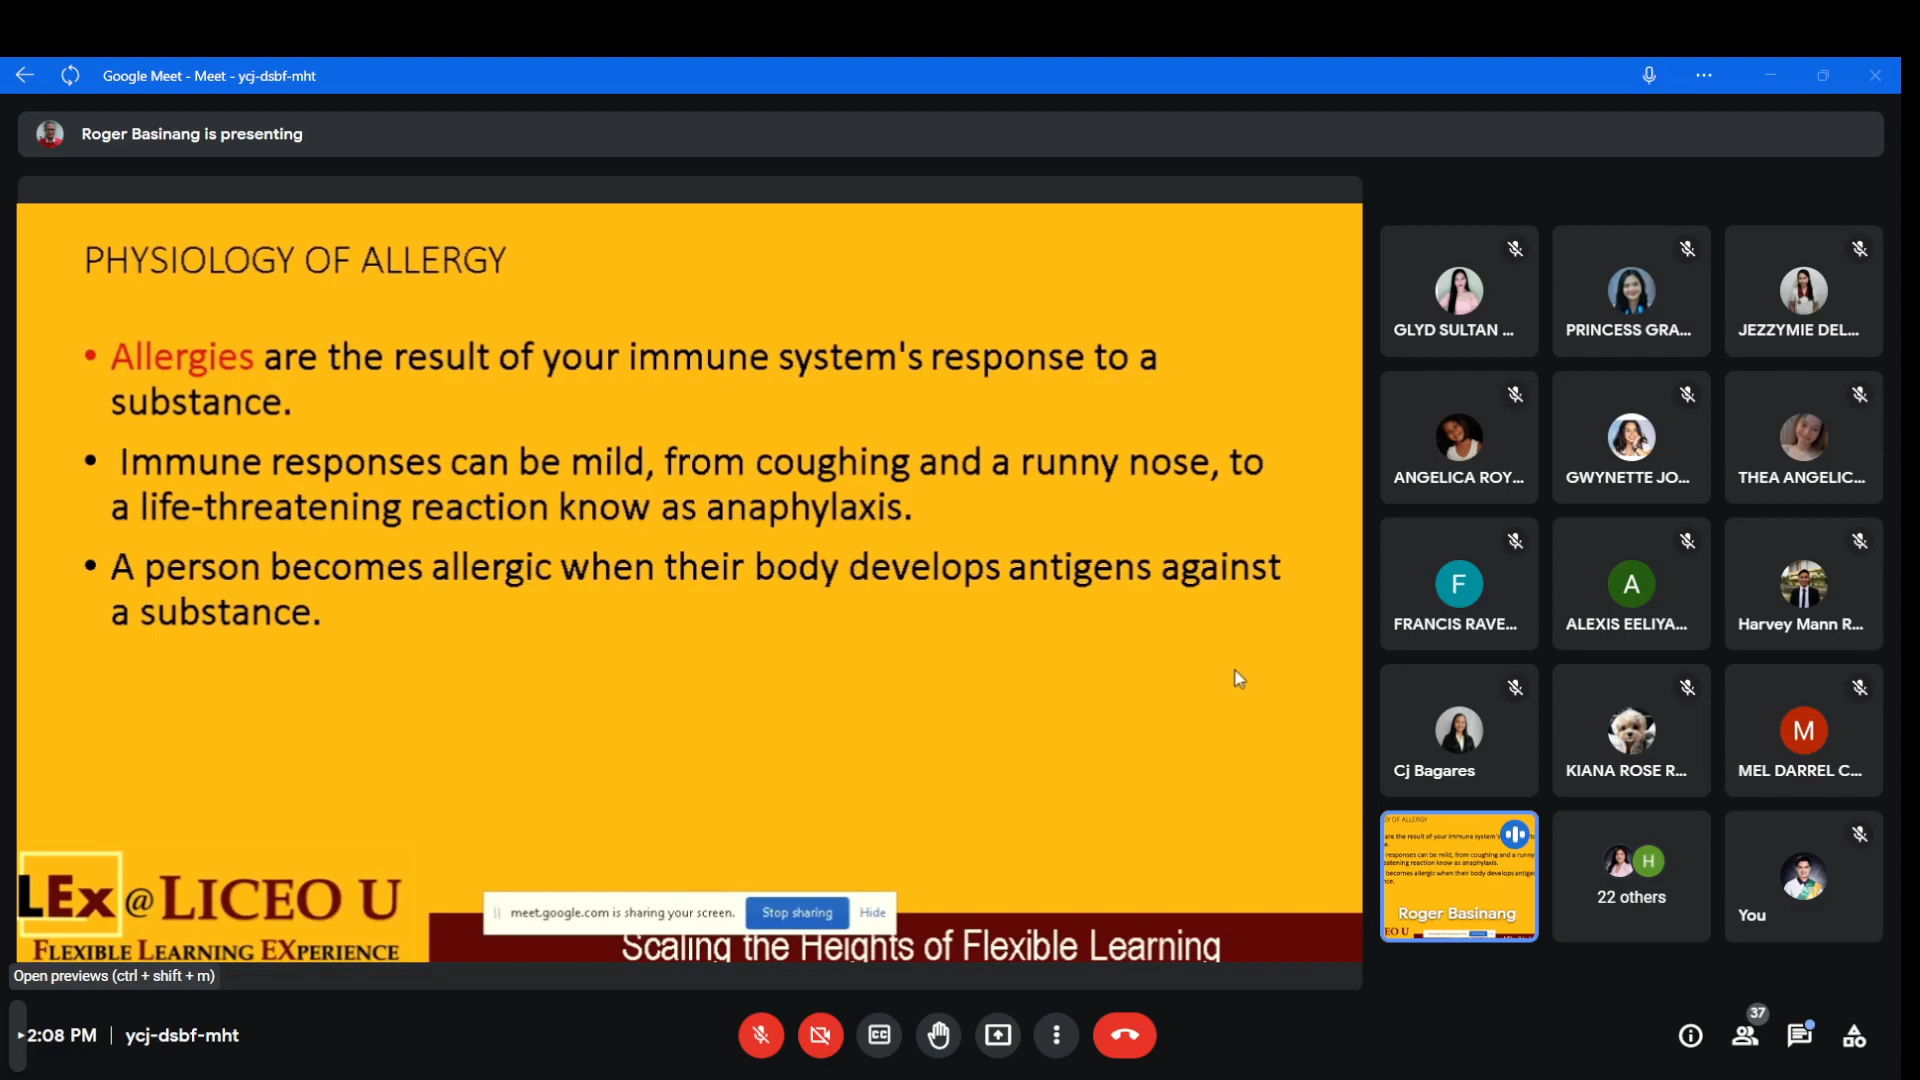 Google Meet - Meet - ycj-dsbf-mht
Roger Basinang is presenting
PHYSIOLOGY OF ALLERGY
• Allergies are the result of your immune system's response to a
substance.
• Immune responses can be mild, from coughing and a runny nose, to
a life-threatening reaction know as anaphylaxis.
• A person becomes allergic when their body develops antigens against
a substance.
LEx@LICEO U
FLEXIBLE LEARNING EXPERIENCE
meet.google.com is sharing your screen.
Stop sharing
Hide
Scaling the Heights of Flexible Learning
Open previews (ctrl + shift + m)
GLYD SULTAN ...
PRINCESS GRA...
JEZZYMIE DEL...
ANGELICA ROY...
GWYNETTE JO...
THEA ANGELIC...
F
FRANCIS RAVE...
A
ALEXIS EELIYA...
Harvey Mann R...
Cj Bagares
KIANA ROSE R...
M
MEL DARREL C...
Roger Basinang
H
22 others
You
2:08 PM | ycj-dsbf-mht
37